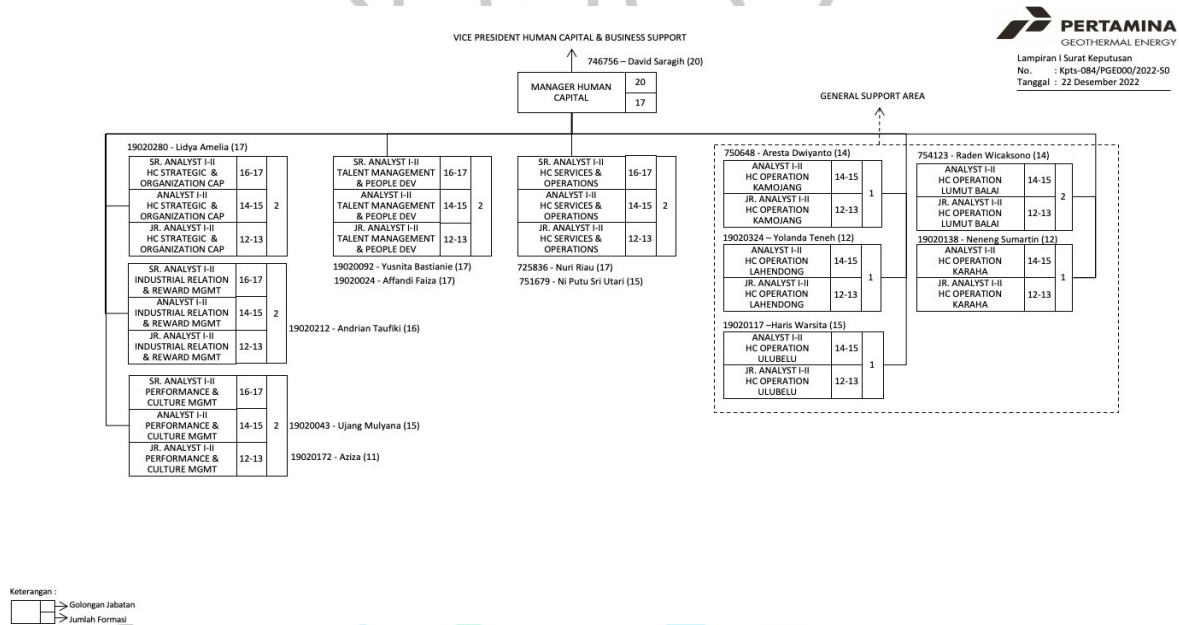 PERTAMINA
GEOTHERMAL ENERGY
Lampiran I Surat Keputusan
No. : Kpts-084/PGE000/2022-S0
Tanggal : 22 Desember 2022
VICE PRESIDENT HUMAN CAPITAL & BUSINESS SUPPORT
746756 – David Saragih (20)
MANAGER HUMAN
CAPITAL
20
17
GENERAL SUPPORT AREA
19020280 - Lidya Amelia (17)
SR. ANALYST I-II
HC STRATEGIC &
ORGANIZATION CAP
16-17
ANALYST I-II
HC STRATEGIC &
ORGANIZATION CAP
14-15
2
JR. ANALYST I-II
HC STRATEGIC &
ORGANIZATION CAP
12-13
SR. ANALYST I-II
INDUSTRIAL RELATION
& REWARD MGMT
16-17
ANALYST I-II
INDUSTRIAL RELATION
& REWARD MGMT
14-15
2
JR. ANALYST I-II
INDUSTRIAL RELATION
& REWARD MGMT
12-13
19020212 - Andrian Taufiki (16)
SR. ANALYST I-II
PERFORMANCE &
CULTURE MGMT
16-17
ANALYST I-II
PERFORMANCE &
CULTURE MGMT
14-15
2
19020043 - Ujang Mulyana (15)
JR. ANALYST I-II
PERFORMANCE &
CULTURE MGMT
12-13
19020172 - Aziza (11)
SR. ANALYST I-II
TALENT MANAGEMENT
& PEOPLE DEV
16-17
ANALYST I-II
TALENT MANAGEMENT
& PEOPLE DEV
14-15
2
JR. ANALYST I-II
TALENT MANAGEMENT
& PEOPLE DEV
12-13
19020092 - Yusnita Bastianie (17)
19020024 - Affandi Faiza (17)
SR. ANALYST I-II
HC SERVICES &
OPERATIONS
16-17
ANALYST I-II
HC SERVICES &
OPERATIONS
14-15
2
JR. ANALYST I-II
HC SERVICES &
OPERATIONS
12-13
725836 - Nuri Riau (17)
751679 - Ni Putu Sri Utari (15)
750648 - Aresta Dwiyanto (14)
ANALYST I-II
HC OPERATION
KAMOJANG
14-15
1
JR. ANALYST I-II
HC OPERATION
KAMOJANG
12-13
19020324 – Yolanda Teneh (12)
ANALYST I-II
HC OPERATION
LAHENDONG
14-15
1
JR. ANALYST I-II
HC OPERATION
LAHENDONG
12-13
19020117 –Haris Warsita (15)
ANALYST I-II
HC OPERATION
ULUBELU
14-15
1
JR. ANALYST I-II
HC OPERATION
ULUBELU
12-13
754123 - Raden Wicaksono (14)
ANALYST I-II
HC OPERATION
LUMUT BALAI
14-15
2
JR. ANALYST I-II
HC OPERATION
LUMUT BALAI
12-13
19020138 - Neneng Sumartin (12)
ANALYST I-II
HC OPERATION
KARAHA
14-15
1
JR. ANALYST I-II
HC OPERATION
KARAHA
12-13
Keterangan :
Golongan Jabatan
Jumlah Formasi